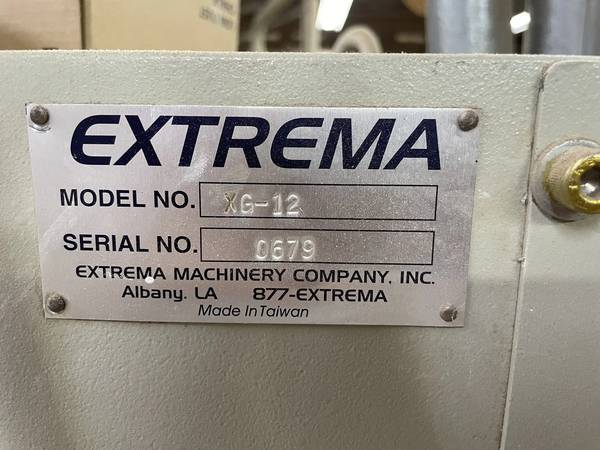 EXTREMA
MODEL NO. XG-12
SERIAL NO. 0679
EXTREMA MACHINERY COMPANY, INC.
Albany, LA 877-EXTREMA
Made In Taiwan